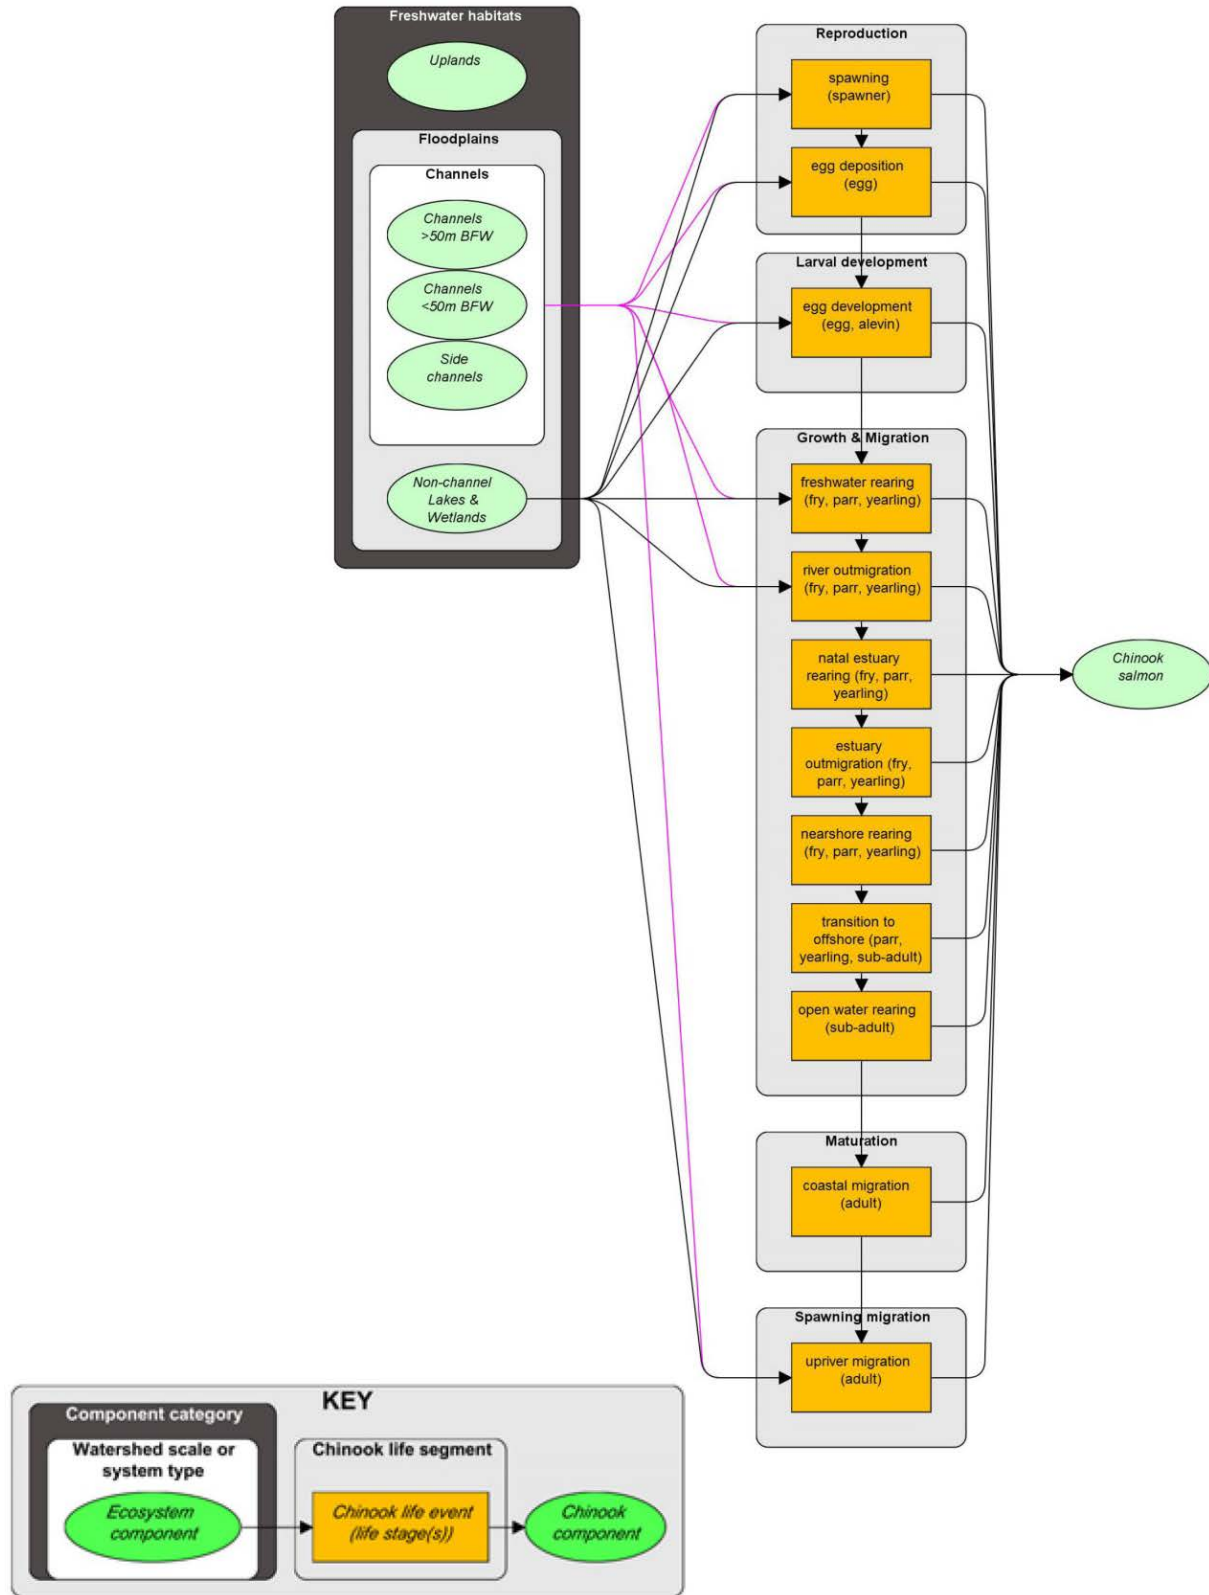 Freshwater habitats
Uplands
Floodplains
Channels
Channels
>50m BFW
Channels
<50m BFW
Side
channels
Non-channel
Lakes &
Wetlands
Reproduction
spawning
(spawner)
egg deposition
(egg)
Larval development
egg development
(egg, alevin)
Growth & Migration
freshwater rearing
(fry, parr, yearling)
river outmigration
(fry, parr, yearling)
natal estuary
rearing (fry, parr,
yearling)
estuary
outmigration (fry,
parr, yearling)
nearshore rearing
(fry, parr, yearling)
transition to
offshore (parr,
yearling, sub-adult)
open water rearing
(sub-adult)
Maturation
coastal migration
(adult)
Spawning migration
upriver migration
(adult)
Chinook
salmon
KEY
Component category
Watershed scale or
system type
Ecosystem
component
Chinook life segment
Chinook life event
(life stage(s))
Chinook
component